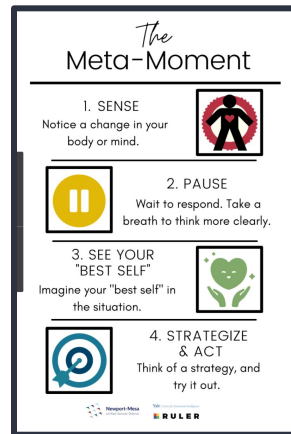 The
Meta-Moment
1. SENSE
Notice a change in your
body or mind.
2. PAUSE
Wait to respond. Take a
breath to think more clearly.
3. SEE YOUR
"BEST SELF"
Imagine your "best self" in
the situation.
4. STRATEGIZE
& ACT
Think of a strategy, and
try it out.
Newport-Mesa
Yale
RULER